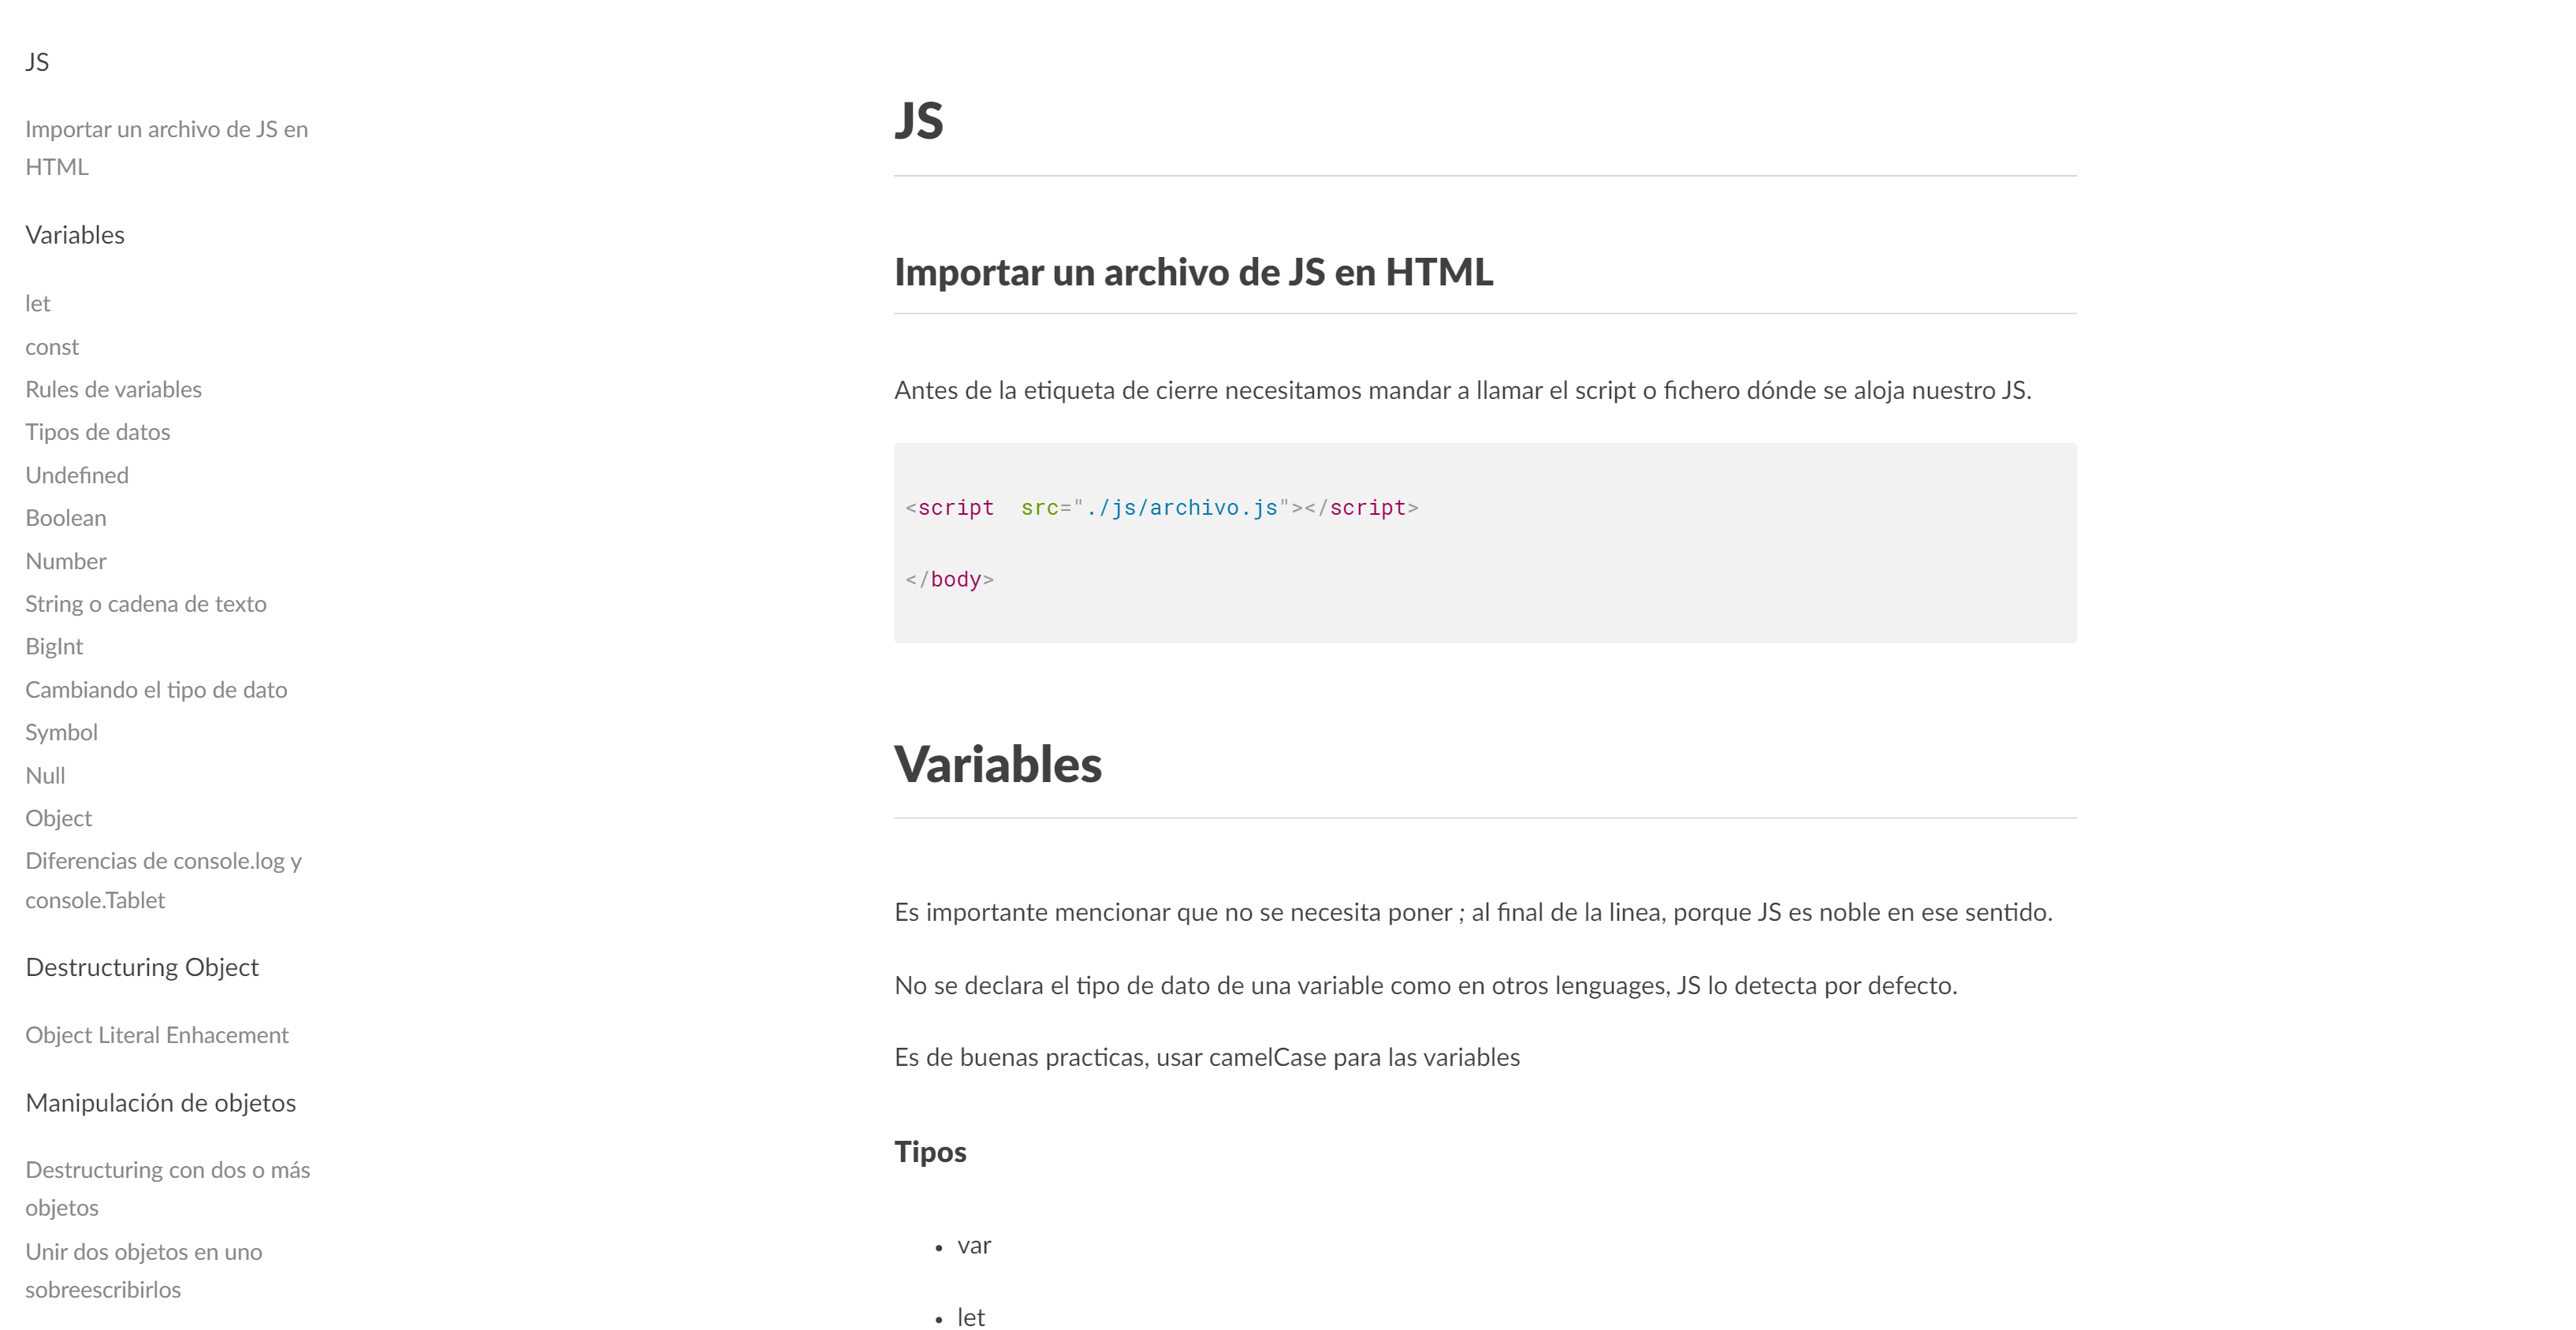 JS
Importar un archivo de JS en
HTML
Variables
let
const
Rules de variables
Tipos de datos
Undefined
Boolean
Number
String o cadena de texto
BigInt
Cambiando el tipo de dato
Symbol
Null
Object
Diferencias de console.log y
console.Tablet
Destructuring Object
Object Literal Enhacement
Manipulación de objetos
Destructuring con dos o más
objetos
Unir dos objetos en uno
sobreescribirlos
JS
Importar un archivo de JS en HTML
Antes de la etiqueta de cierre necesitamos mandar a llamar el script o fichero dónde se aloja nuestro JS.
<script  src="./js/archivo.js"></script>
</body>
Variables
Es importante mencionar que no se necesita poner ; al final de la linea, porque JS es noble en ese sentido.
No se declara el tipo de dato de una variable como en otros lenguages, JS lo detecta por defecto.
Es de buenas practicas, usar camelCase para las variables
Tipos
• var
• let